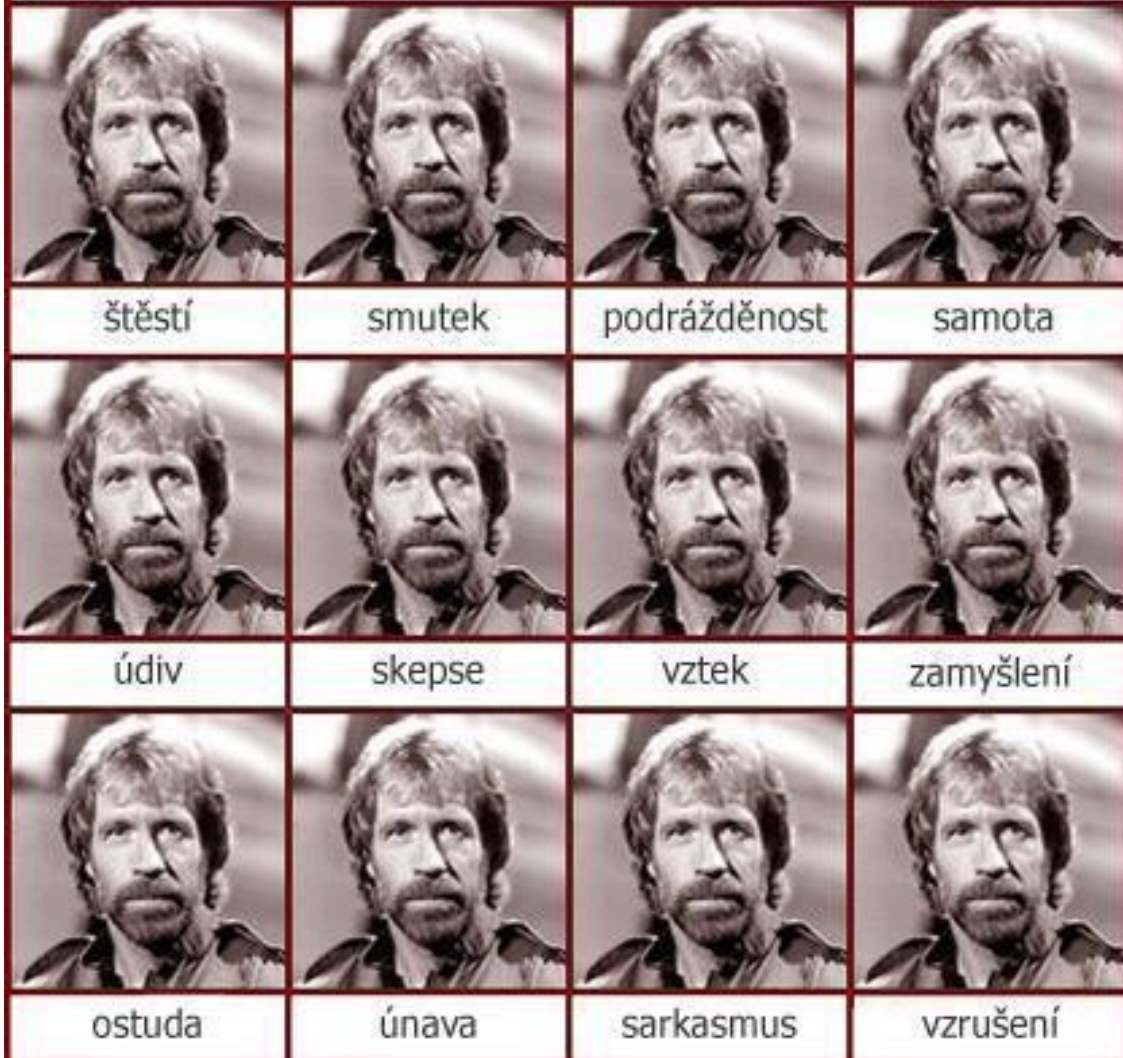 štěstí smutek podrážděnost samota
údiv skepse vztek zamyšlení
ostuda únava sarkasmus vzrušení